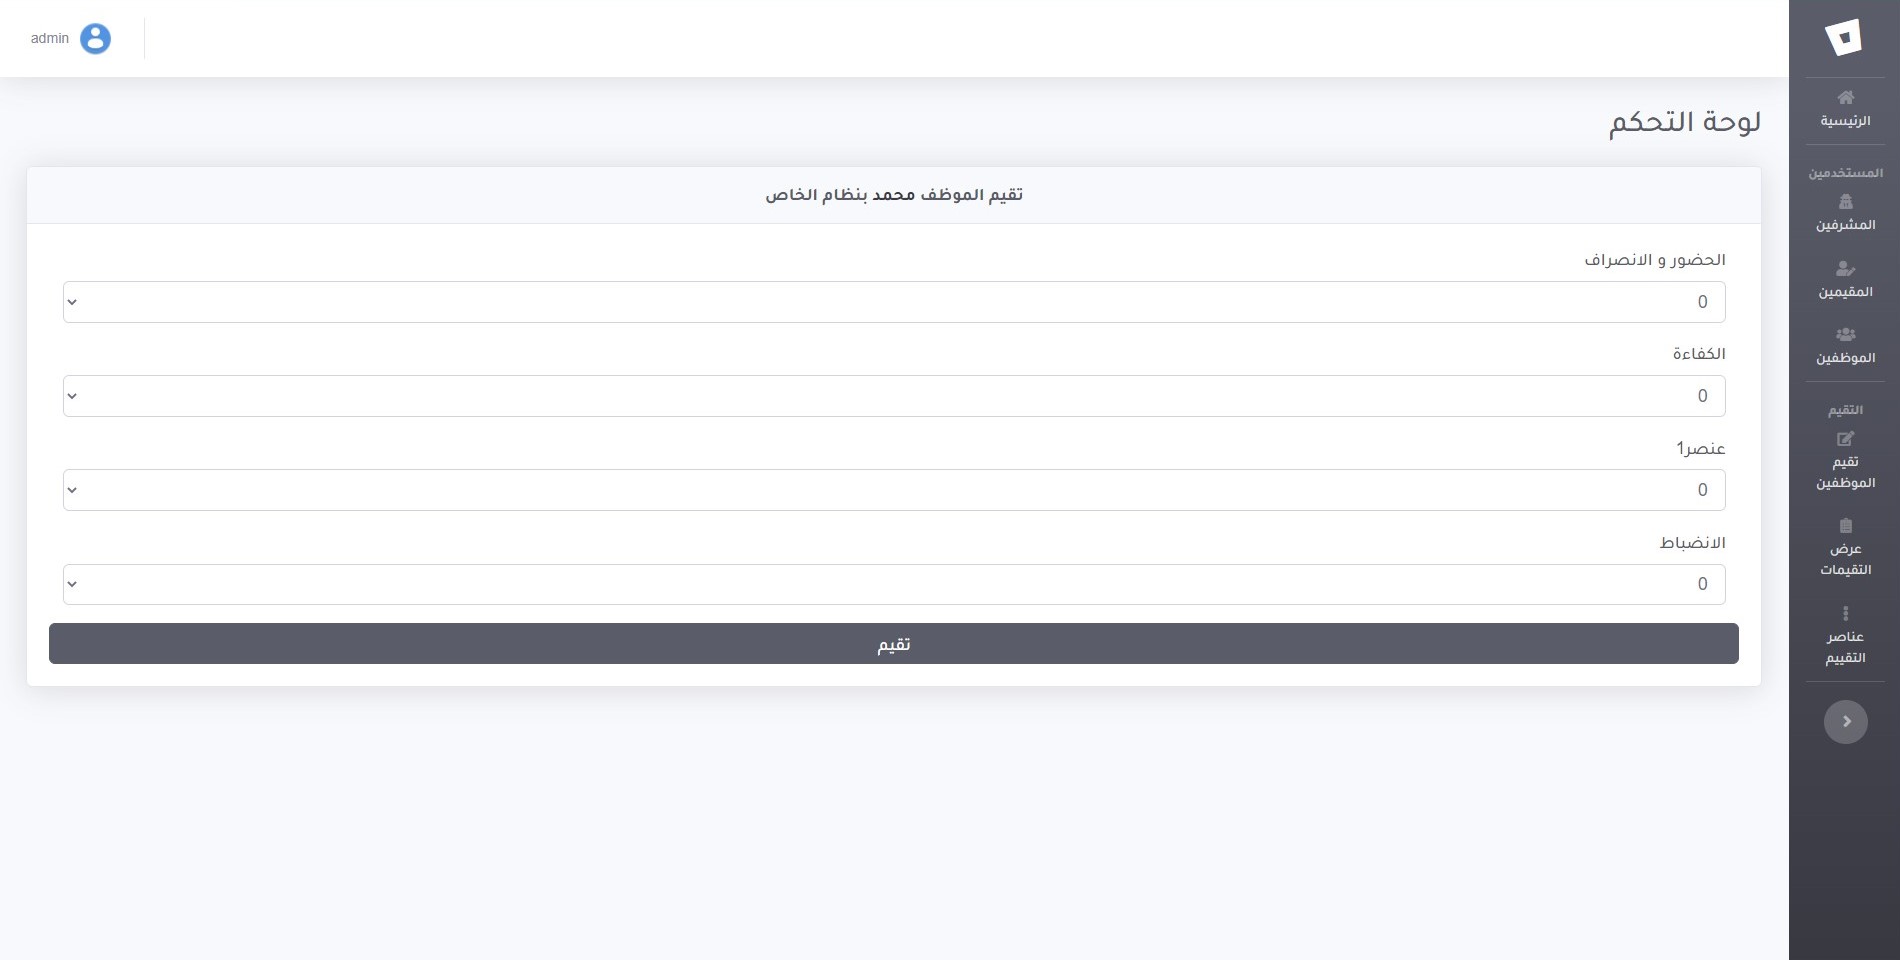 admin
الرئيسية
المستخدمين
المشرفين
المقيمين
الموظفين
التقيم
تقيم
الموظفين
عرض
التقيمات
عناصر
التقييم
لوحة التحكم
تقيم الموظف محمد بنظام الخاص
الحضور و الانصراف
0
الكفاءة
0
عنصر1
0
الانضباط
0
تقيم